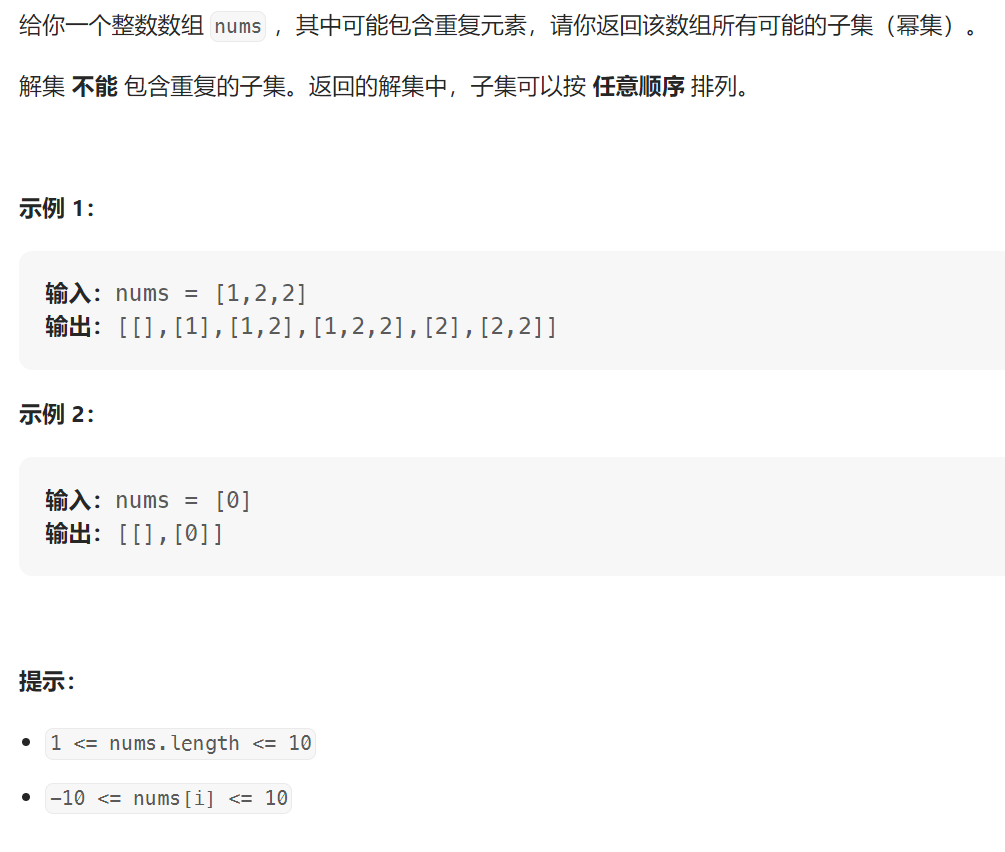 给你一个整数数组 nums ，其中可能包含重复元素，请你返回该数组所有可能的子集（幂集）。
解集 不能 包含重复的子集。返回的解集中，子集可以按 任意顺序 排列。
示例 1：
输入：nums = [1,2,2]
输出：[[],[1],[1,2],[1,2,2],[2],[2,2]]
示例 2：
输入：nums = [0]
输出：[[],[0]]
提示：
• 1 <= nums.length <= 10
• -10 <= nums[i] <= 10